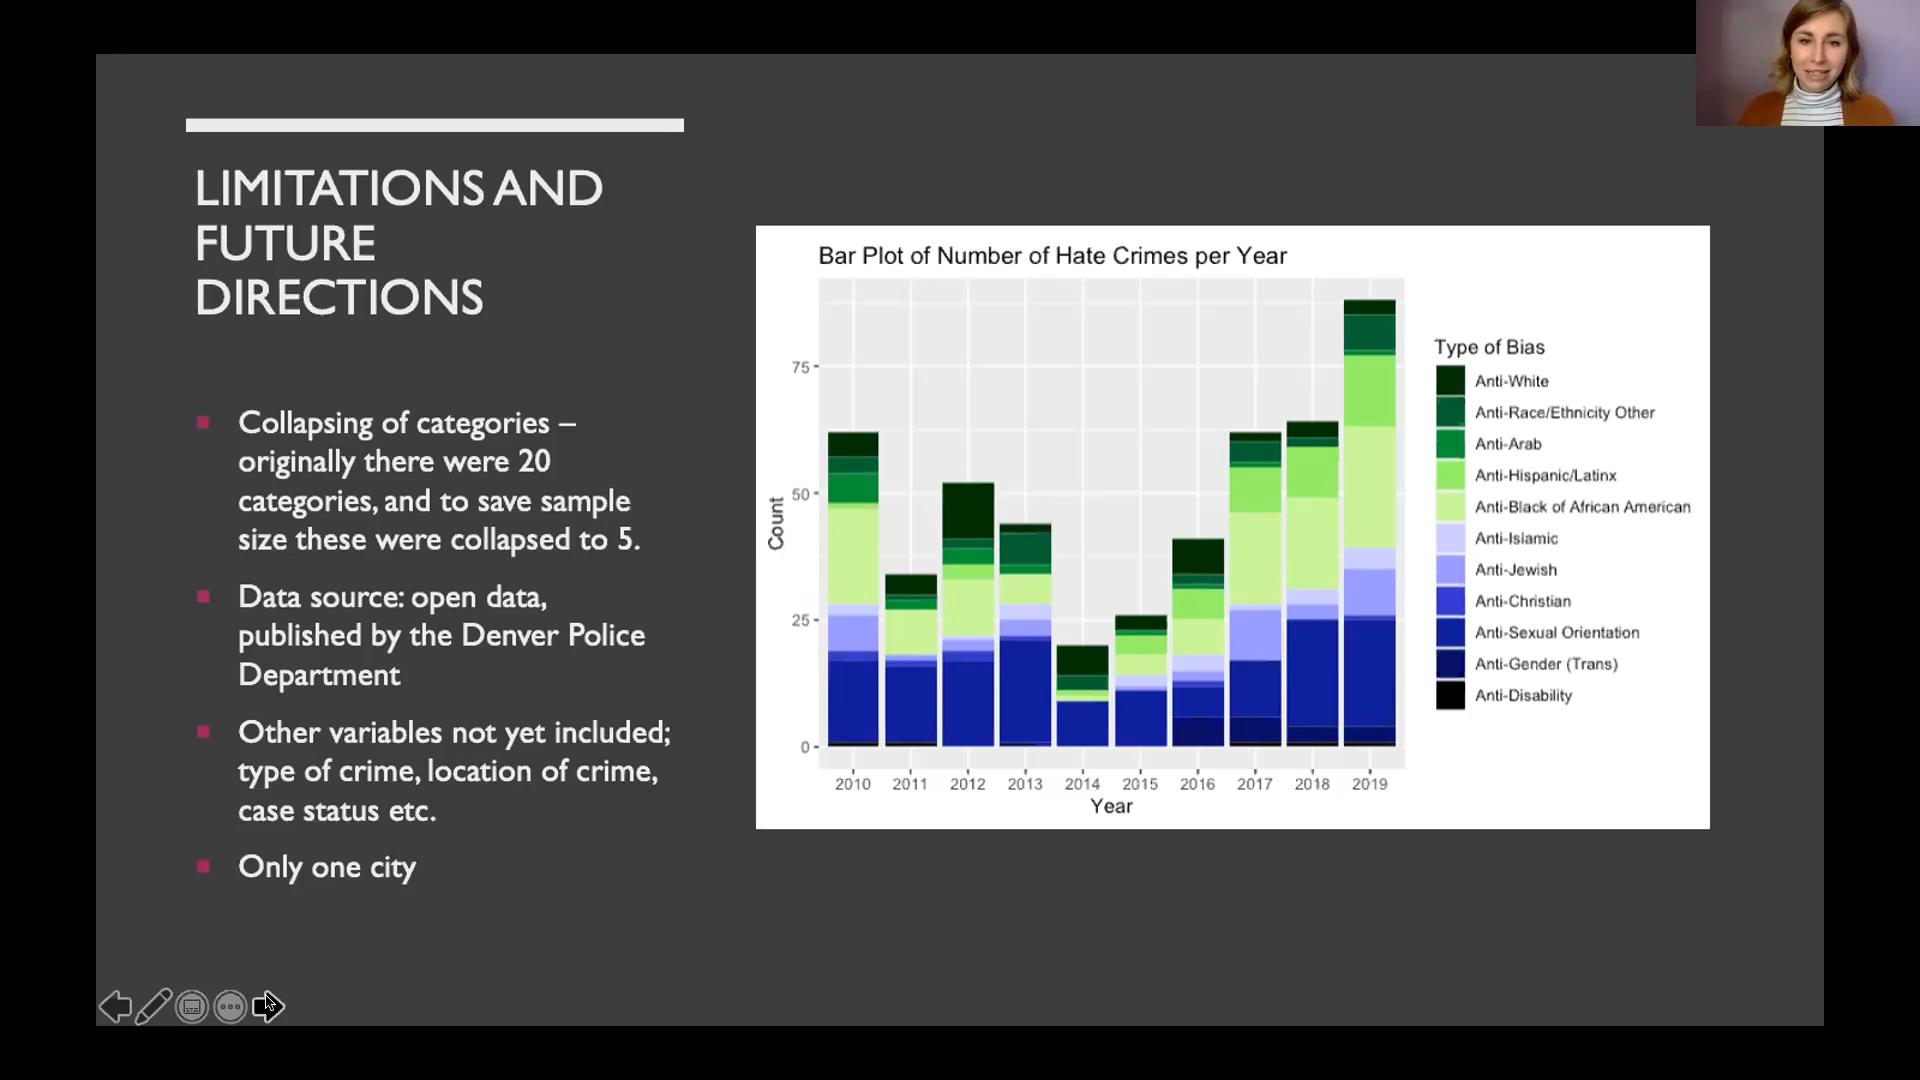 LIMITATIONS AND
FUTURE
DIRECTIONS
Collapsing of categories –
originally there were 20
categories, and to save sample
size these were collapsed to 5.
Data source: open data,
published by the Denver Police
Department
Other variables not yet included;
type of crime, location of crime,
case status etc.
Only one city
Bar Plot of Number of Hate Crimes per Year
Count
75
50
25
0
2010 2011 2012 2013 2014 2015 2016 2017 2018 2019
Year
Type of Bias
Anti-White
Anti-Race/Ethnicity Other
Anti-Arab
Anti-Hispanic/Latinx
Anti-Black of African American
Anti-Islamic
Anti-Jewish
Anti-Christian
Anti-Sexual Orientation
Anti-Gender (Trans)
Anti-Disability